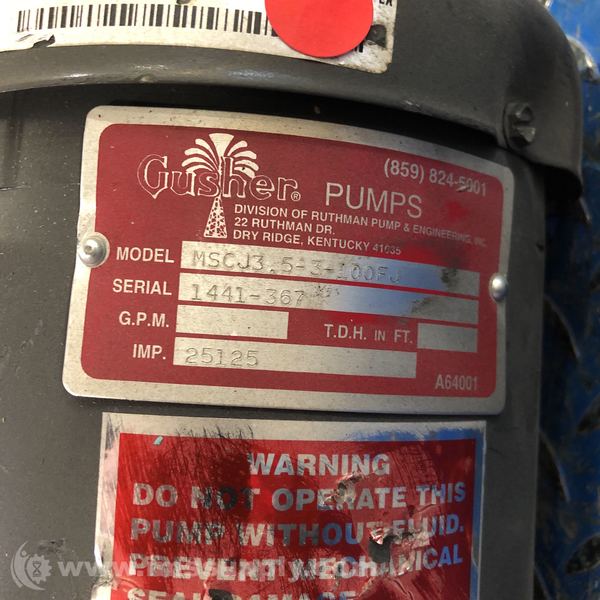 Gusher® PUMPS
(859) 824-5001
DIVISION OF RUTHMAN PUMP & ENGINEERING, INC.
22 RUTHMAN DR.
DRY RIDGE, KENTUCKY 41035
MODEL MSCJ3.5-3-100FJ
SERIAL 1441-367
G.P.M. T.D.H. IN FT.
IMP. 25125
A64001
WARNING
DO NOT OPERATE THIS
PUMP WITHOUT FLUID.
PREVENT MECHANICAL